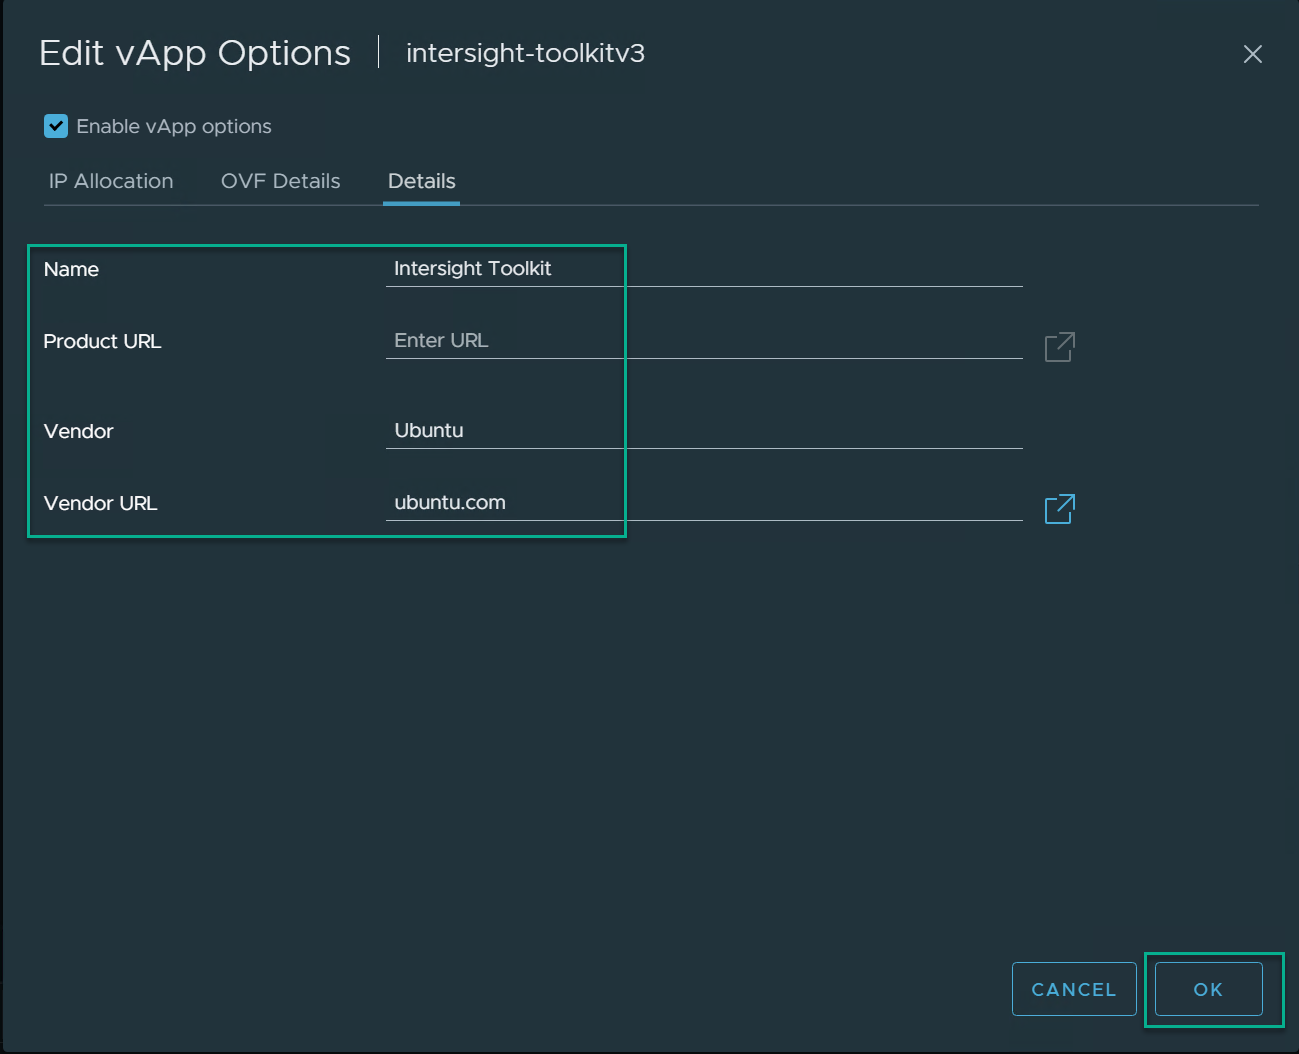 Edit vApp Options | intersight-toolkitv3
Enable vApp options
IP Allocation OVF Details Details
Name Intersight Toolkit
Product URL Enter URL
Vendor Ubuntu
Vendor URL ubuntu.com
CANCEL OK